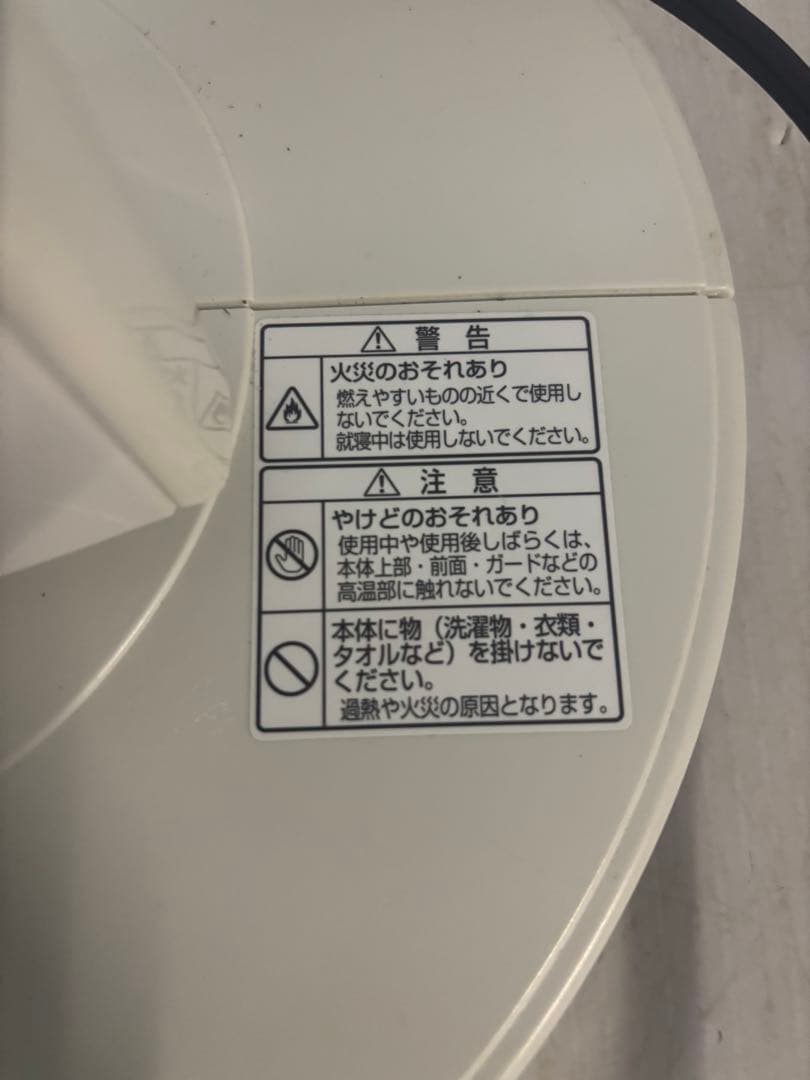 警告
火災のおそれあり
燃えやすいものの近くで使用し
ないでください。
就寝中は使用しないでください。
注意
やけどのおそれあり
使用中や使用後しばらくは、
本体上部・前面・ガードなどの
高温部に触れないでください。
本体に物（洗濯物・衣類・
タオルなど）を掛けないで
ください。
過熱や火災の原因となります。